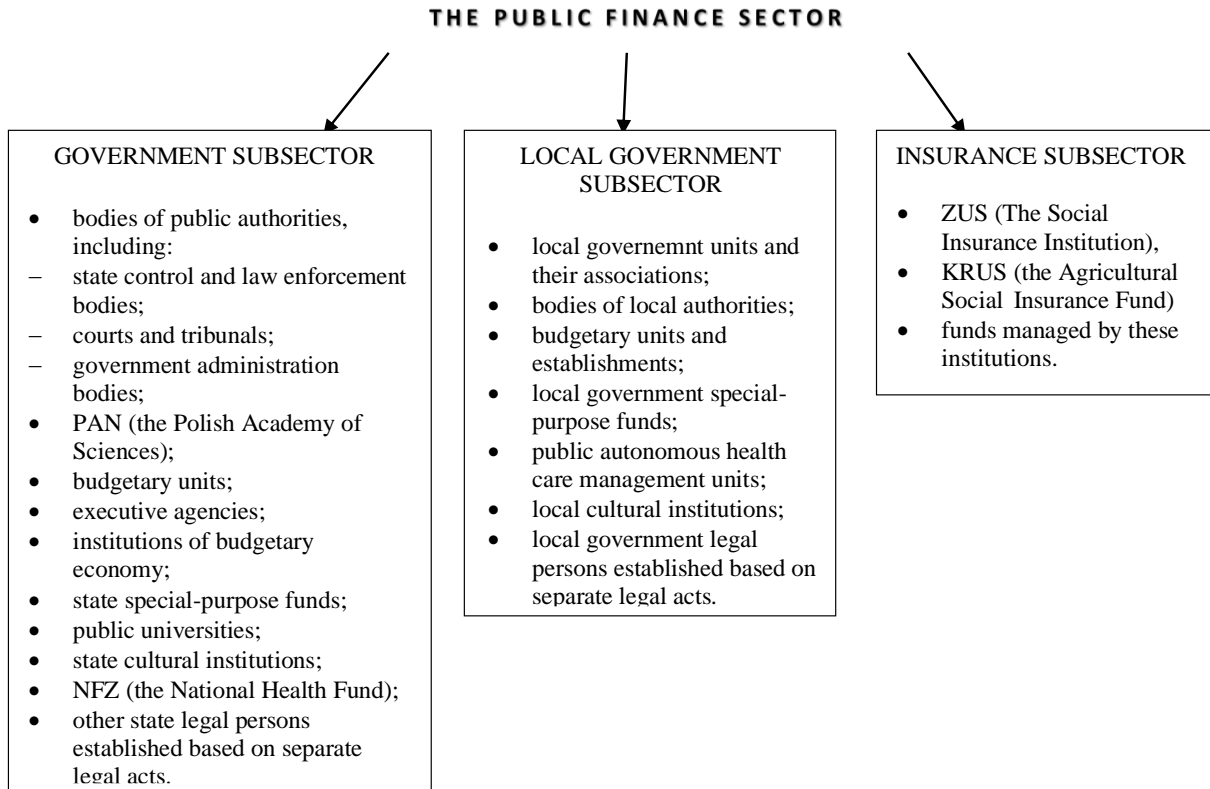 THE PUBLIC FINANCE SECTOR
GOVERNMENT SUBSECTOR
• bodies of public authorities,
including:
– state control and law enforcement
bodies;
– courts and tribunals;
– government administration
bodies;
• PAN (the Polish Academy of
Sciences);
• budgetary units;
• executive agencies;
• institutions of budgetary
economy;
• state special-purpose funds;
• public universities;
• state cultural institutions;
• NFZ (the National Health Fund);
• other state legal persons
established based on separate
legal acts.
LOCAL GOVERNMENT
SUBSECTOR
• local governemnt units and
their associations;
• bodies of local authorities;
• budgetary units and
establishments;
• local government special-
purpose funds;
• public autonomous health
care management units;
• local cultural institutions;
• local government legal
persons established based on
separate legal acts.
INSURANCE SUBSECTOR
• ZUS (The Social
Insurance Institution),
• KRUS (the Agricultural
Social Insurance Fund)
• funds managed by these
institutions.